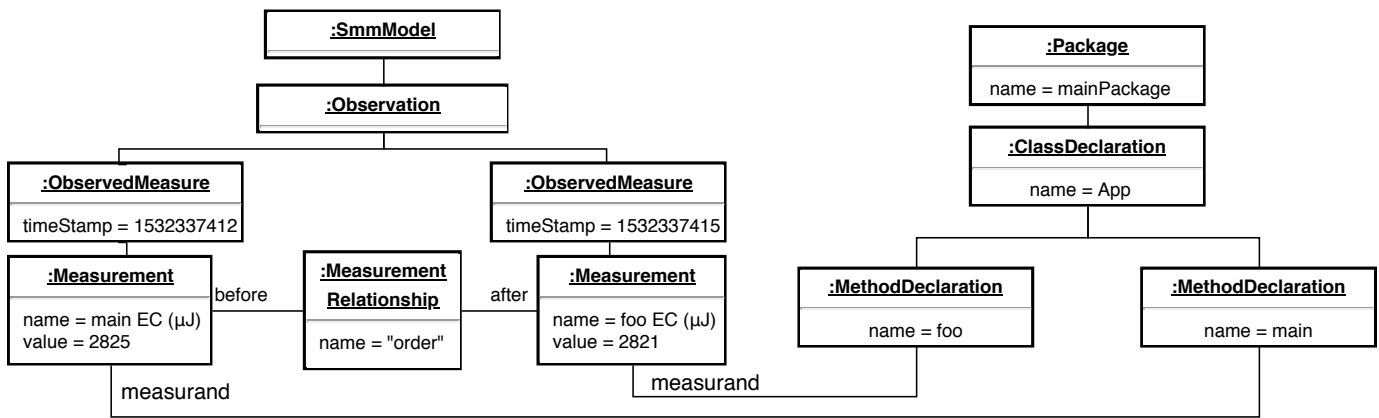 :SmmModel
:Observation
:ObservedMeasure
timeStamp = 1532337412
:ObservedMeasure
timeStamp = 1532337415
:Measurement
name = main EC (μJ)
value = 2825
before
:Measurement
Relationship
name = "order"
after
:Measurement
name = foo EC (μJ)
value = 2821
measurand
measurand
:Package
name = mainPackage
:ClassDeclaration
name = App
:MethodDeclaration
name = foo
:MethodDeclaration
name = main